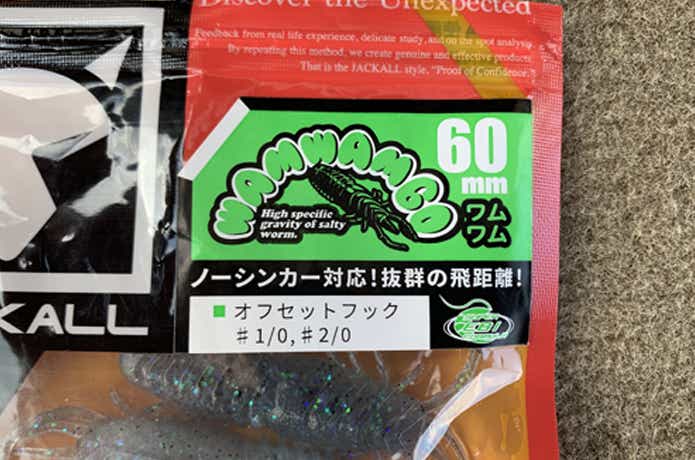 Discover the Unexpected
Feedback from real life experience, delicate study, and on the spot analysis.
By repeating this method, we create genuine and effective products.
That is the JACKALL style, "Proof of Confidence."
KALL
WAMWAM60
60
mm
ワム
ワム
High specific
gravity of salty
worm.
ノーシンカー対応!抜群の飛距離!
■ オフセットフック
#1/0,#2/0